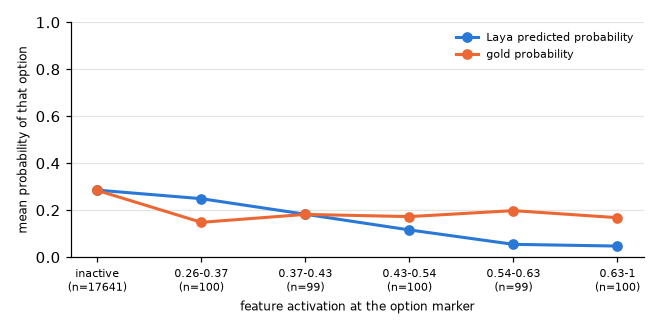 1.0
0.8
0.6
0.4
0.2
0.0
mean probability of that option
Laya predicted probability
gold probability
inactive
(n=17641)
0.26-0.37
(n=100)
0.37-0.43
(n=99)
0.43-0.54
(n=100)
0.54-0.63
(n=99)
0.63-1
(n=100)
feature activation at the option marker